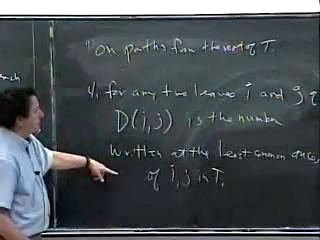 on paths from the root of T.
4, for any two leaves i and j
D(i,j) is the number
written at the least common
of i, j in T.